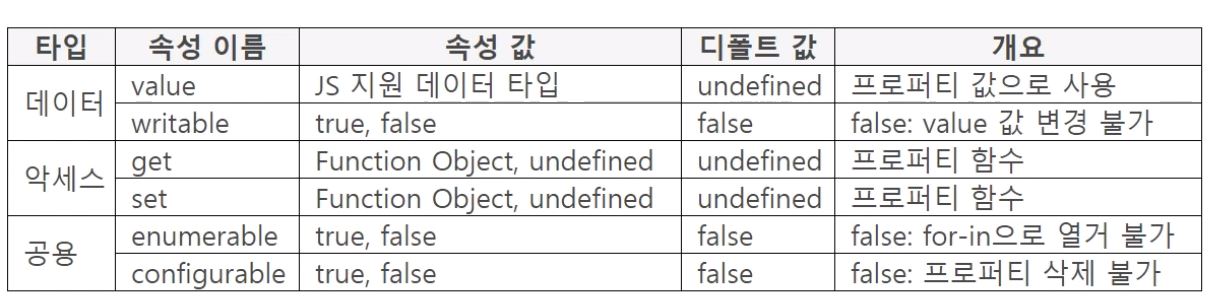 타입 속성 이름 속성 값 디폴트 값 개요
데이터 value JS 지원 데이터 타입 undefined 프로퍼티 값으로 사용
writable true, false false false: value 값 변경 불가
악세스 get Function Object, undefined undefined 프로퍼티 함수
set Function Object, undefined undefined 프로퍼티 함수
공용 enumerable true, false false false: for-in으로 열거 불가
configurable true, false false false: 프로퍼티 삭제 불가